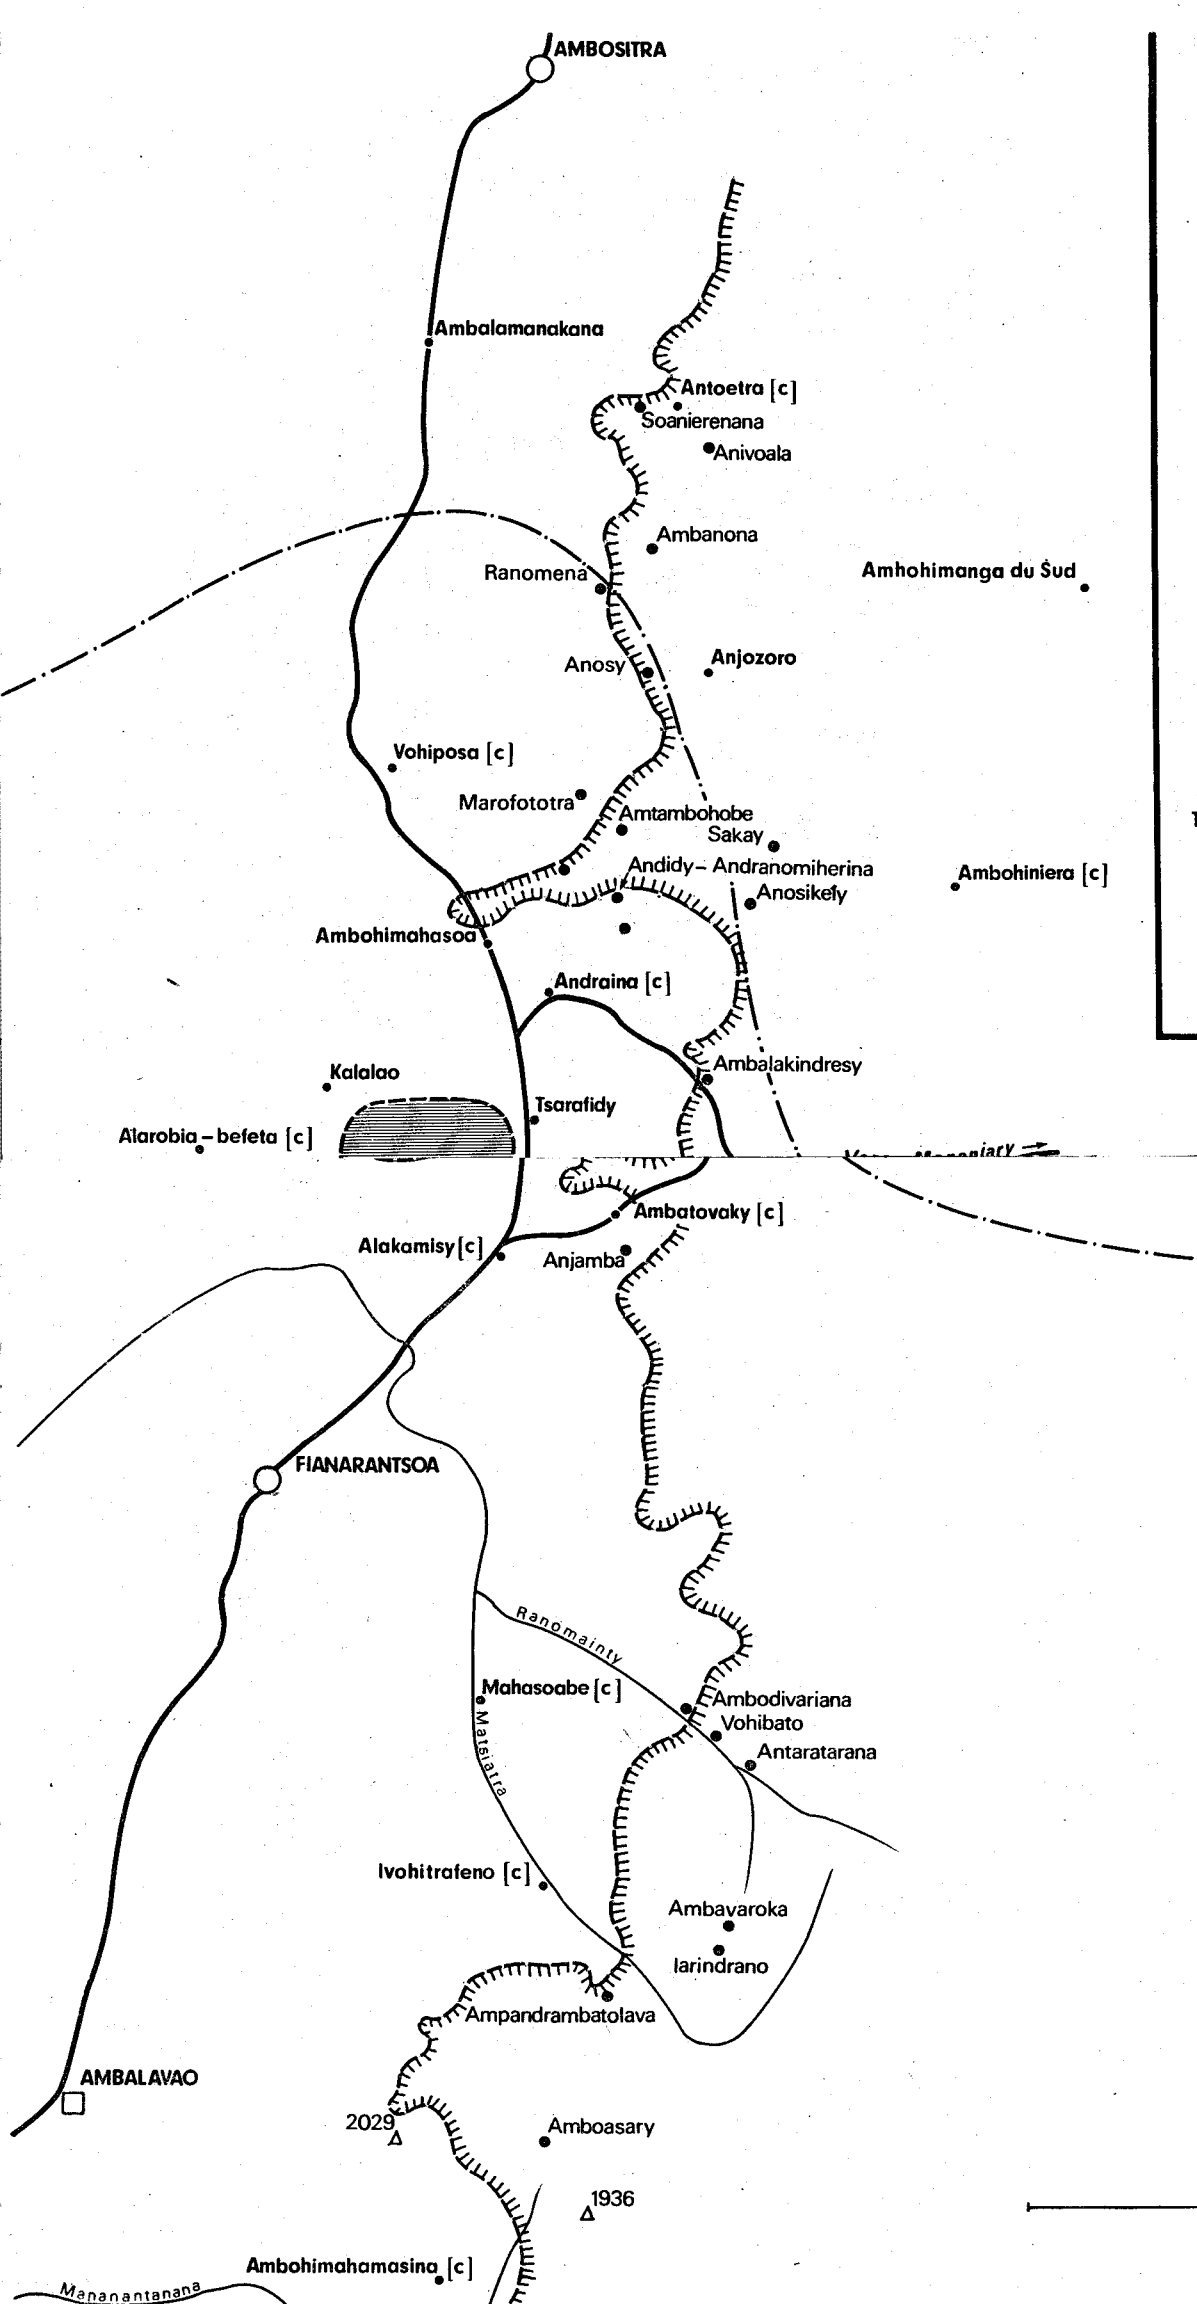 AMBOSITRA
Ambalamanakana
Antoetra [c]
Soanierenana
Anivoala
Ambanona
Ranomena
Amhohimanga du Sud
Anosy
Anjozoro
Vohiposa [c]
Marofototra
Amtambohobe
Sakay
Andidy – Andranomiherina
Ambohiniera [c]
Anosikely
Ambohimahasoa
Andraina [c]
Ambalakindresy
Kalalao
Tsarafidy
Alarobia – befeta [c]
Ambatovaky [c]
Alakamisy [c]
Anjamba
FIANARANTSOA
Ranomainty
Mahasoabe [c]
Ambodivariana
Vohibato
Matsiatra
Antaratarana
Ivohitrafeno [c]
Ambavaroka
Iarindrano
Ampandrambatolava
AMBALAVAO
2029
Amboasary
1936
Ambohimahamasina [c]
Mananantanana